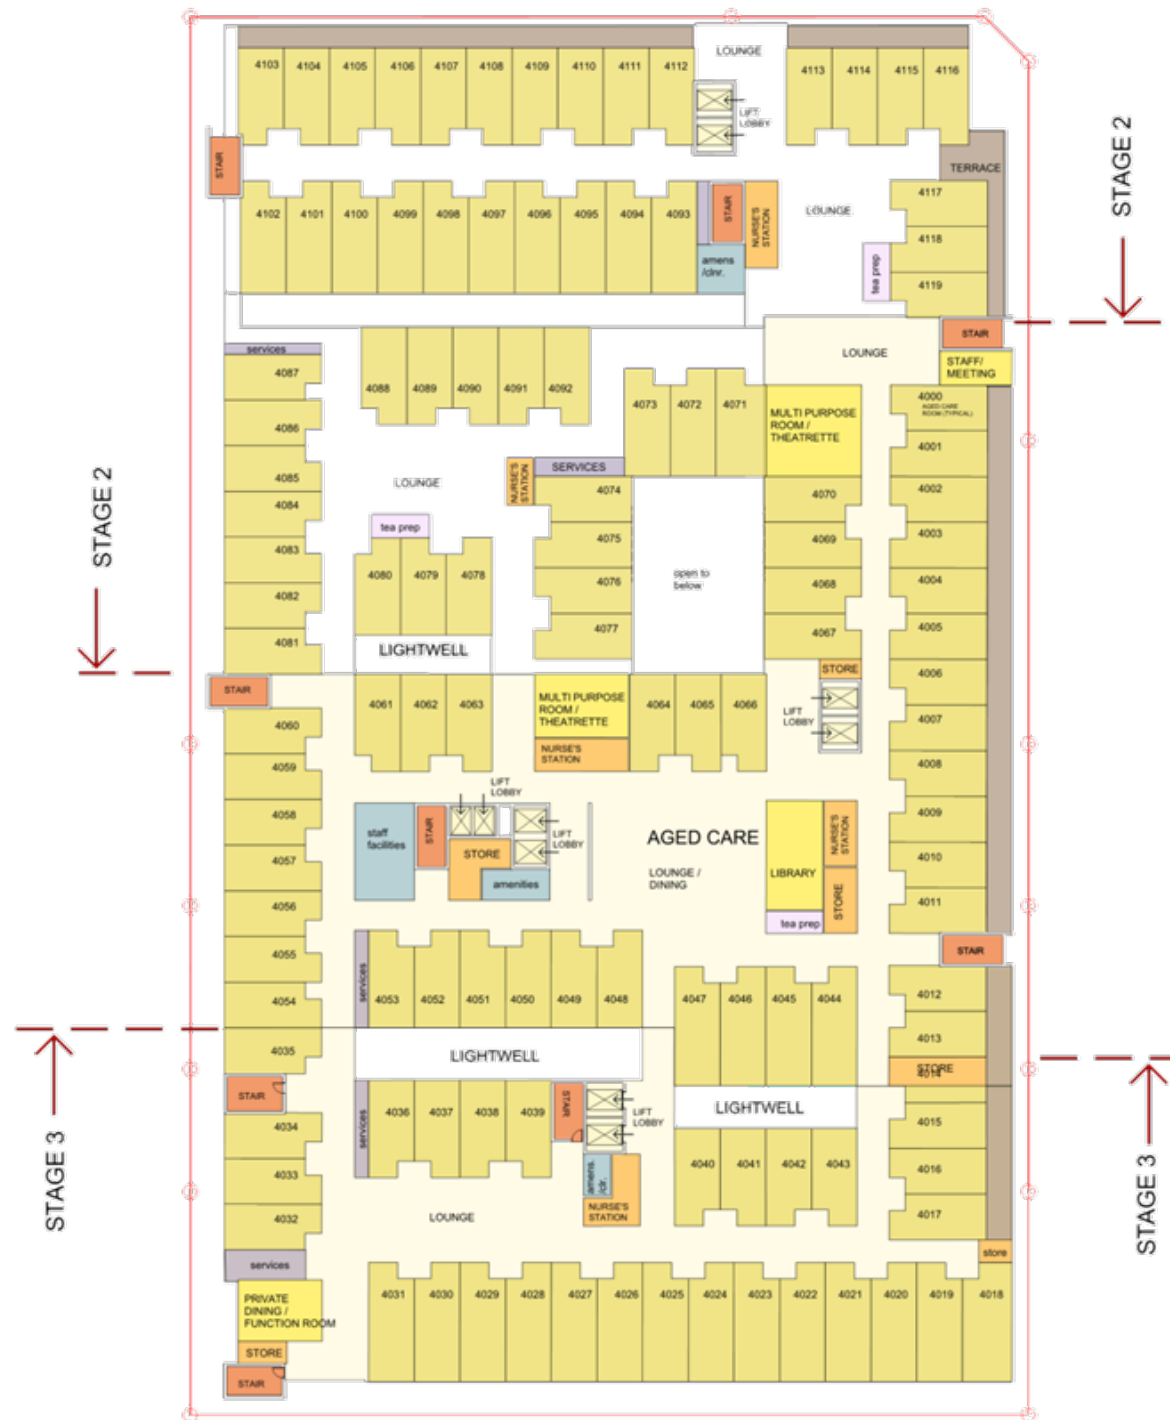 LOUNGE
4103 4104 4105 4106 4107 4108 4109 4110 4111 4112
4113 4114 4115 4116
LIFT
LOBBY
STAIR
STAGE 2
TERRACE
4102 4101 4100 4099 4098 4097 4096 4095 4094 4093
STAIR
NURSE'S
STATION
LOUNGE
4117
4118
4119
amens
/clnr.
tea prep
STAIR
LOUNGE
STAFF/
MEETING
services
4087
4086
4085
4084
4083
4082
4081
4088 4089 4090 4091 4092
4073 4072 4071
MULTI PURPOSE
ROOM /
THEATRETTE
4000
AGED CARE
ROOM (TYPICAL)
4001
4002
4003
4004
4005
4006
4007
4008
4009
4010
4011
STAGE 2
LOUNGE
NURSE'S
STATION
SERVICES
tea prep
4074
4075
4076
4077
4070
4069
4068
4067
open to
below
4080 4079 4078
LIGHTWELL
STORE
STAIR
4061 4062 4063
MULTI PURPOSE
ROOM /
THEATRETTE
NURSE'S
STATION
4064 4065 4066
LIFT
LOBBY
4060
4059
4058
4057
4056
4055
4054
4035
LIFT
LOBBY
staff
facilities
STAIR
STORE
LIFT
LOBBY
amenities
AGED CARE
LOUNGE /
DINING
LIBRARY
NURSE'S
STATION
STORE
tea prep
STAIR
services
4053 4052 4051 4050 4049 4048
4047 4046 4045 4044
4012
4013
STORE
4014
4015
4016
4017
LIGHTWELL
STAIR
services
4036 4037 4038 4039
STAIR
LIFT
LOBBY
LIGHTWELL
4034
4033
4032
4040 4041 4042 4043
amens.
/clr.
NURSE'S
STATION
LOUNGE
STAGE 3
STAGE 3
store
services
PRIVATE
DINING /
FUNCTION ROOM
STORE
STAIR
4031 4030 4029 4028 4027 4026 4025 4024 4023 4022 4021 4020 4019 4018